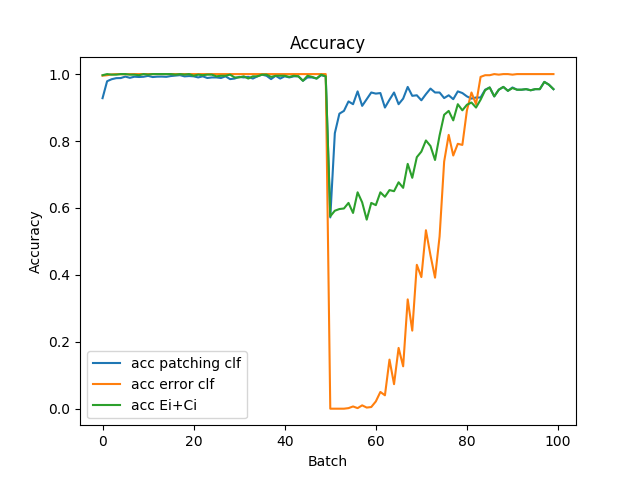 Accuracy
1.0
0.8
0.6
0.4
0.2
0.0
Accuracy
acc patching clf
acc error clf
acc Ei+Ci
0 20 40 60 80 100
Batch